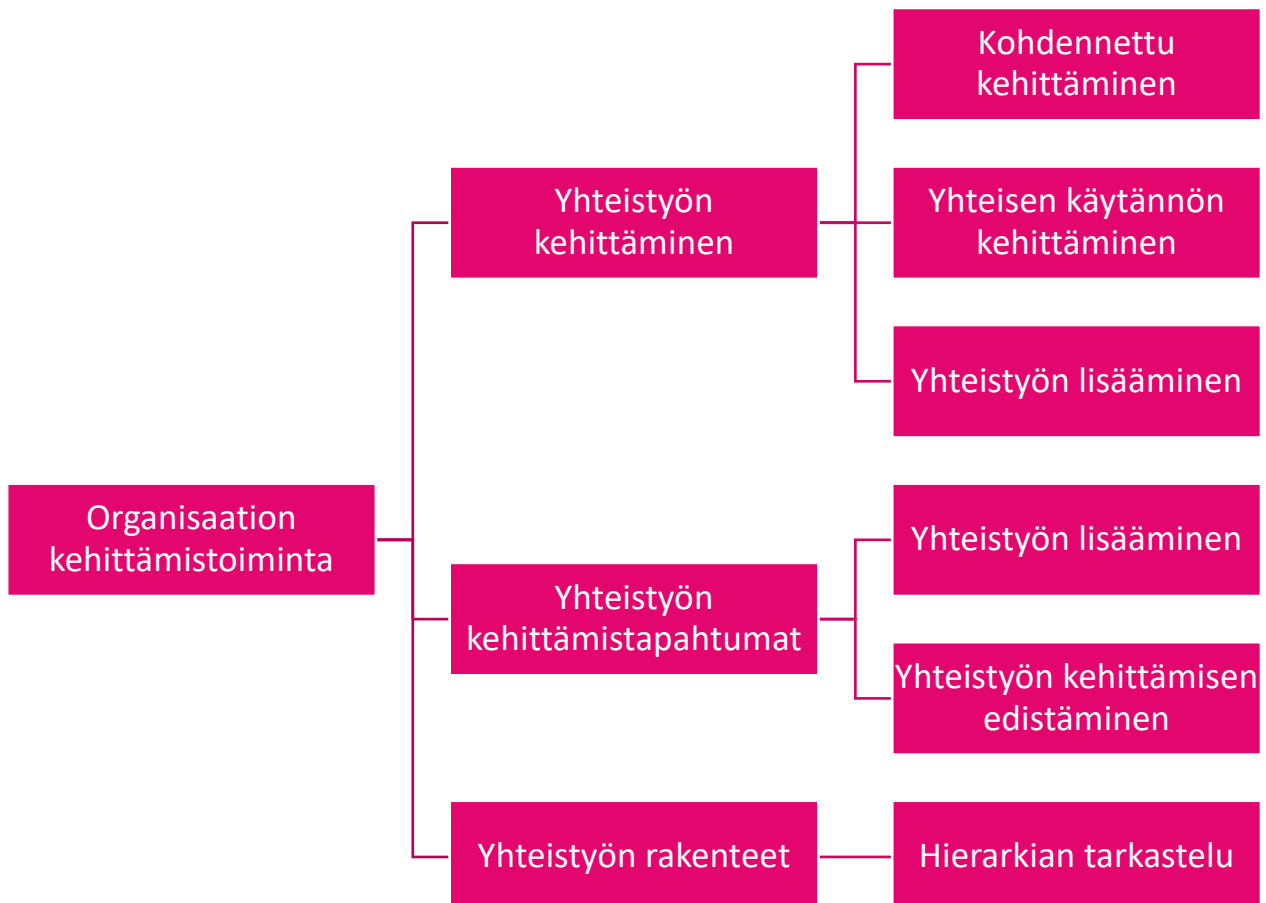 Organisaation
kehittämistoiminta
Yhteistyön
kehittäminen
Kohdennettu
kehittäminen
Yhteisen käytännön
kehittäminen
Yhteistyön lisääminen
Yhteistyön
kehittämistapahtumat
Yhteistyön lisääminen
Yhteistyön kehittämisen
edistäminen
Yhteistyön rakenteet
Hierarkian tarkastelu